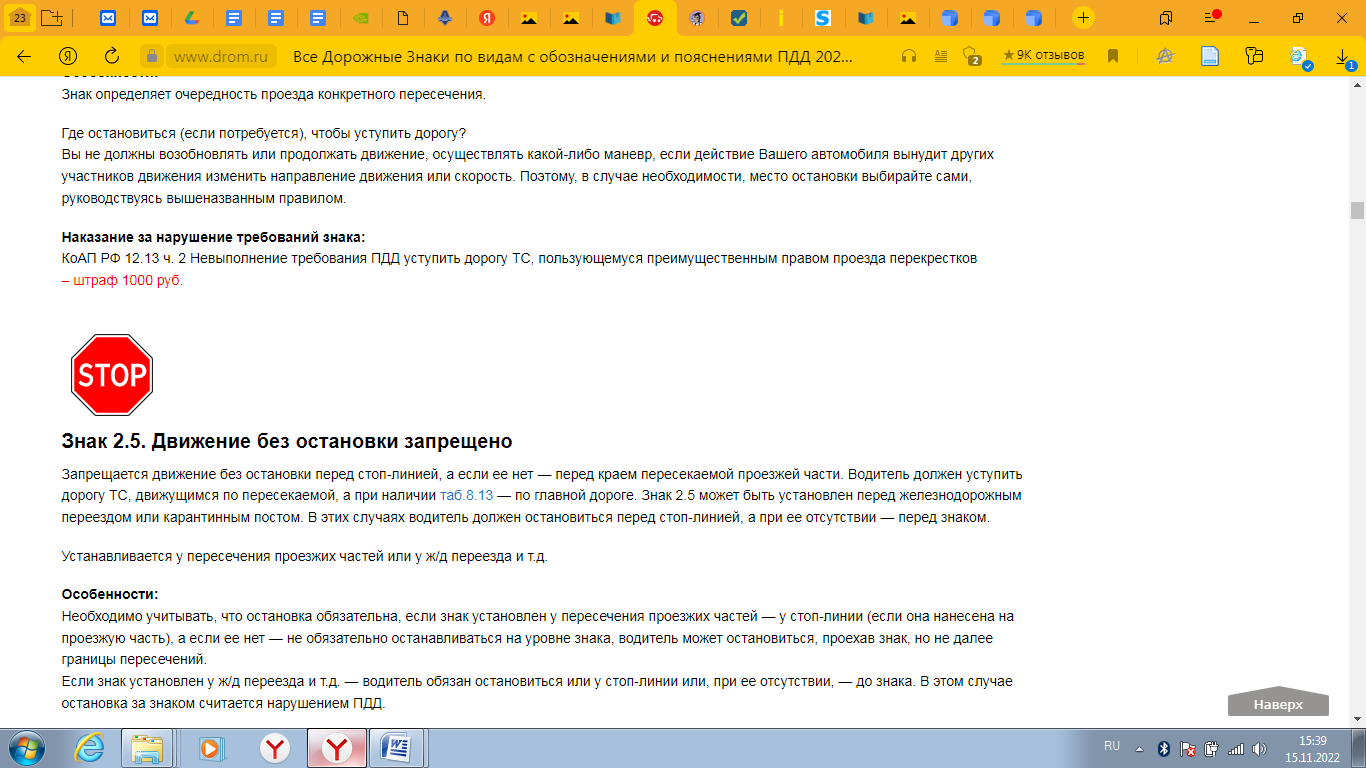 23
www.drom.ru
Все Дорожные Знаки по видам с обозначениями и пояснениями ПДД 202...
2
★ 9К отзывов
1
Знак определяет очередность проезда конкретного пересечения.
Где остановиться (если потребуется), чтобы уступить дорогу?
Вы не должны возобновлять или продолжать движение, осуществлять какой-либо маневр, если действие Вашего автомобиля вынудит других
участников движения изменить направление движения или скорость. Поэтому, в случае необходимости, место остановки выбирайте сами,
руководствуясь вышеназванным правилом.
Наказание за нарушение требований знака:
КоАП РФ 12.13 ч. 2 Невыполнение требования ПДД уступить дорогу ТС, пользующемуся преимущественным правом проезда перекрестков
– штраф 1000 руб.
STOP
Знак 2.5. Движение без остановки запрещено
Запрещается движение без остановки перед стоп-линией, а если ее нет — перед краем пересекаемой проезжей части. Водитель должен уступить
дорогу ТС, движущимся по пересекаемой, а при наличии таб.8.13 — по главной дороге. Знак 2.5 может быть установлен перед железнодорожным
переездом или карантинным постом. В этих случаях водитель должен остановиться перед стоп-линией, а при ее отсутствии — перед знаком.
Устанавливается у пересечения проезжих частей или у ж/д переезда и т.д.
Особенности:
Необходимо учитывать, что остановка обязательна, если знак установлен у пересечения проезжих частей — у стоп-линии (если она нанесена на
проезжую часть), а если ее нет — не обязательно останавливаться на уровне знака, водитель может остановиться, проехав знак, но не далее
границы пересечений.
Если знак установлен у ж/д переезда и т.д. — водитель обязан остановиться или у стоп-линии или, при ее отсутствии, — до знака. В этом случае
остановка за знаком считается нарушением ПДД.
Наверх
RU
15:39
15.11.2022